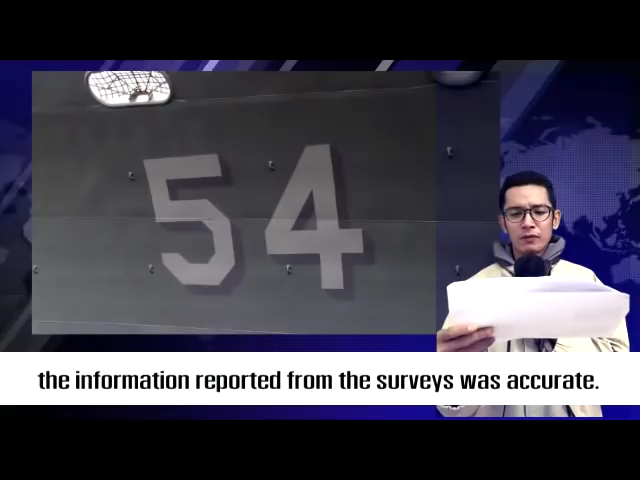 54
the information reported from the surveys was accurate.